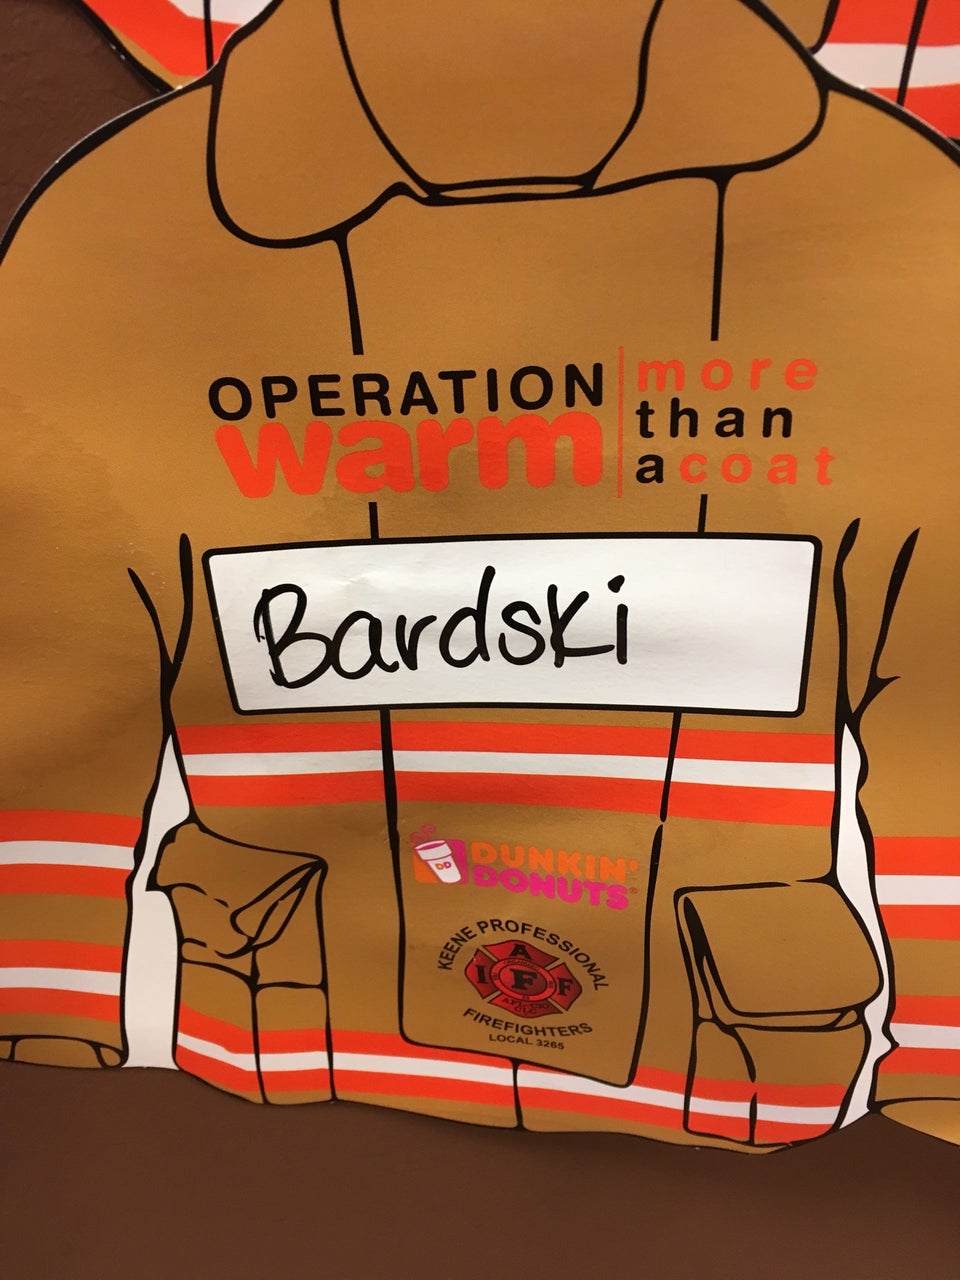 OPERATION
warm
more
than
a coat
Bardski
DD
DUNKIN'
DONUTS®
KEENE PROFESSIONAL
I A F F
FIREFIGHTERS
LOCAL 3265